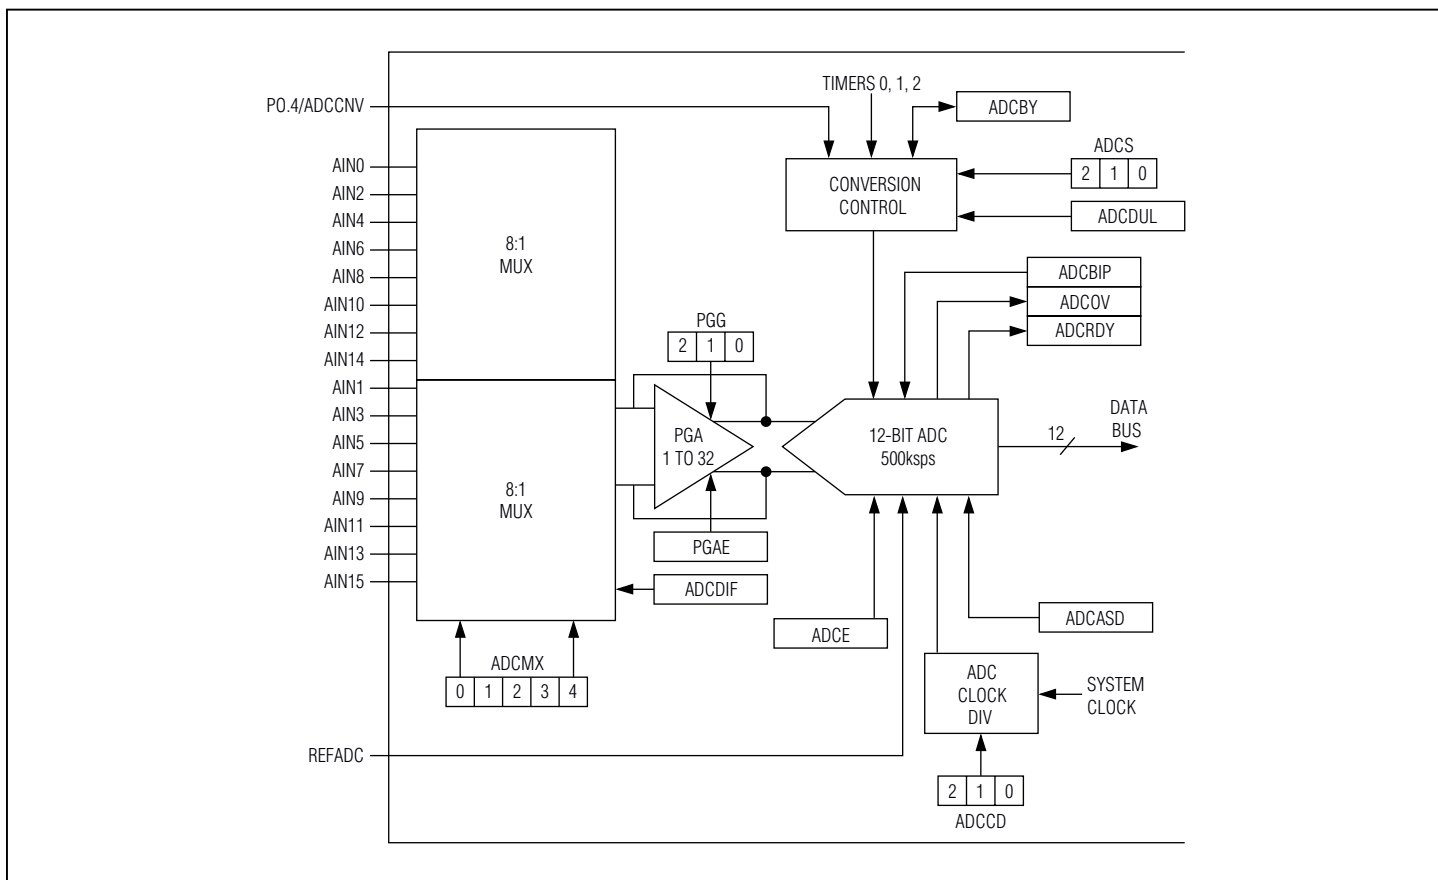 TIMERS 0, 1, 2
PO.4/ADCCNV
ADCBY
ADCS
2 1 0
CONVERSION
CONTROL
ADCDUL
AIN0
AIN2
AIN4
AIN6
AIN8
AIN10
AIN12
AIN14
8:1
MUX
ADCBIP
ADCOV
ADCRDY
PGG
2 1 0
AIN1
AIN3
AIN5
AIN7
AIN9
AIN11
AIN13
AIN15
8:1
MUX
PGA
1 TO 32
12-BIT ADC
500ksps
12
DATA
BUS
PGAE
ADCDIF
ADCE
ADCASD
ADCMX
0 1 2 3 4
ADC
CLOCK
DIV
SYSTEM
CLOCK
REFADC
2 1 0
ADCCD